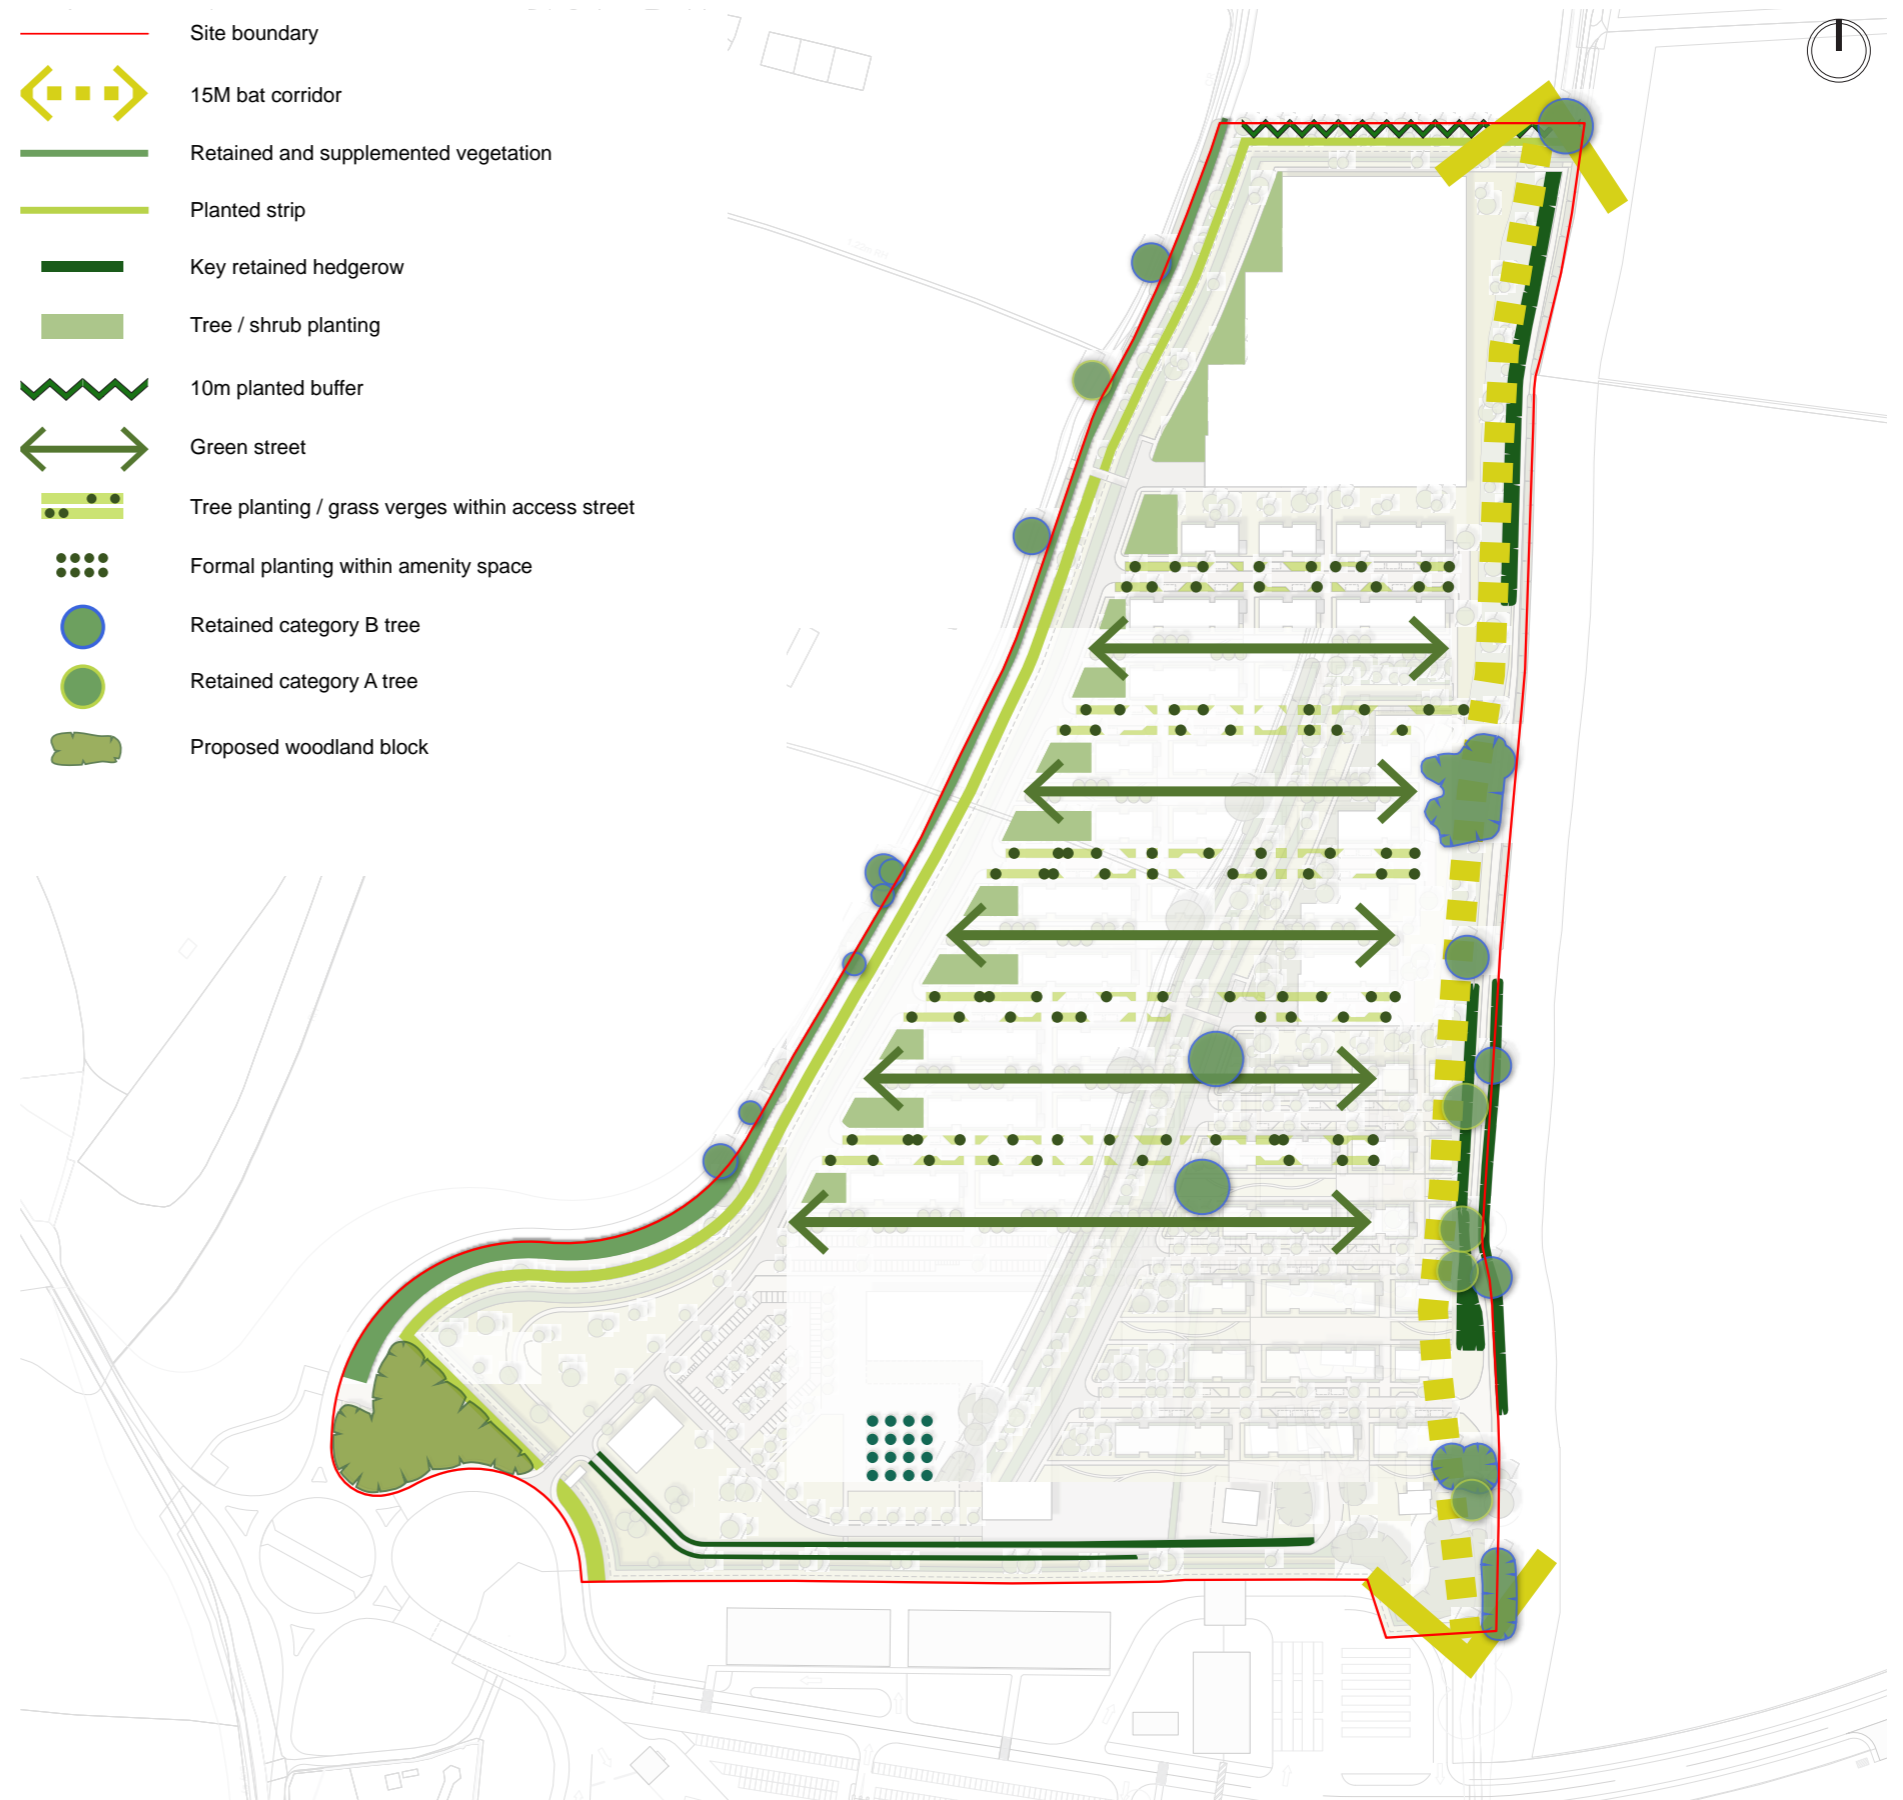 Site boundary
15M bat corridor
Retained and supplemented vegetation
Planted strip
Key retained hedgerow
Tree / shrub planting
10m planted buffer
Green street
Tree planting / grass verges within access street
Formal planting within amenity space
Retained category B tree
Retained category A tree
Proposed woodland block